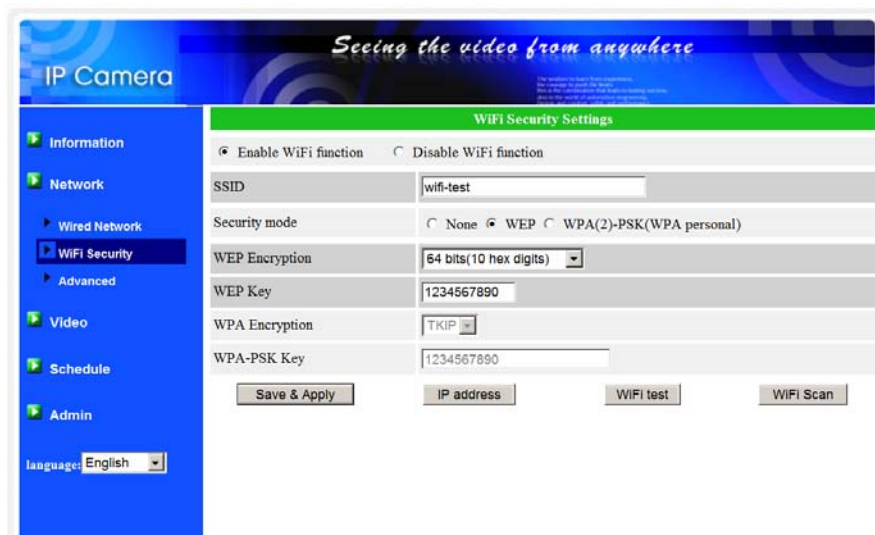 Seeing the video from anywhere
IP Camera
WiFi Security Settings
Information
Network
Wired Network
WiFi Security
Advanced
Video
Schedule
Admin
language: English
Enable WiFi function Disable WiFi function
SSID wifi-test
Security mode None WEP WPA(2)-PSK(WPA personal)
WEP Encryption 64 bits(10 hex digits)
WEP Key 1234567890
WPA Encryption TKIP
WPA-PSK Key 1234567890
Save & Apply IP address WiFi test WiFi Scan